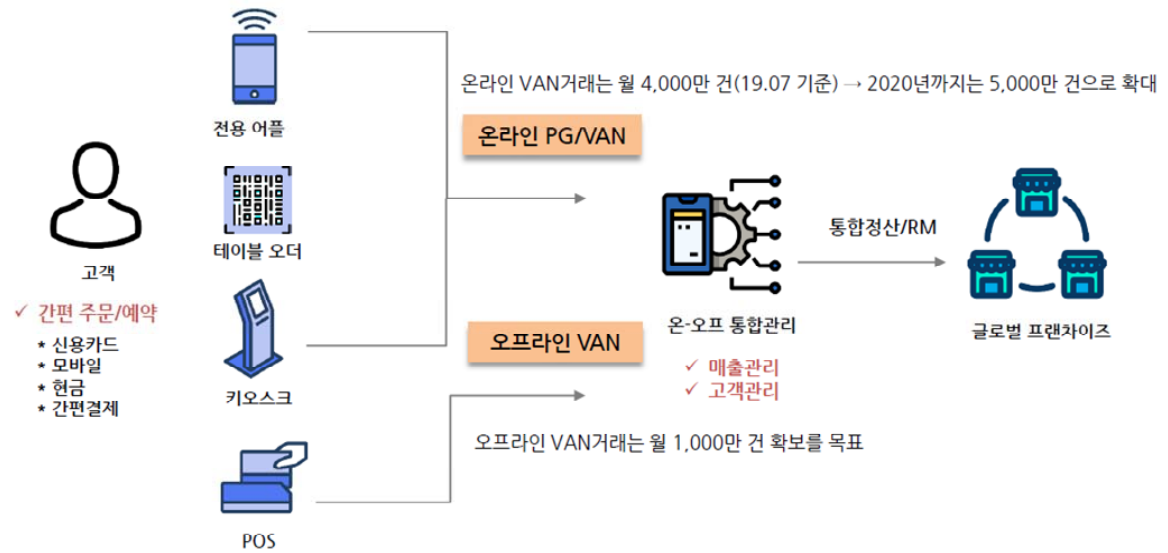 온라인 VAN거래는 월 4,000만 건(19.07 기준) → 2020년까지는 5,000만 건으로 확대
전용 어플
온라인 PG/VAN
테이블 오더
고객
통합정산/RM
✓ 간편 주문/예약
* 신용카드
* 모바일
* 현금
* 간편결제
키오스크
오프라인 VAN
온-오프 통합관리
✓ 매출관리
✓ 고객관리
글로벌 프랜차이즈
오프라인 VAN거래는 월 1,000만 건 확보를 목표
POS